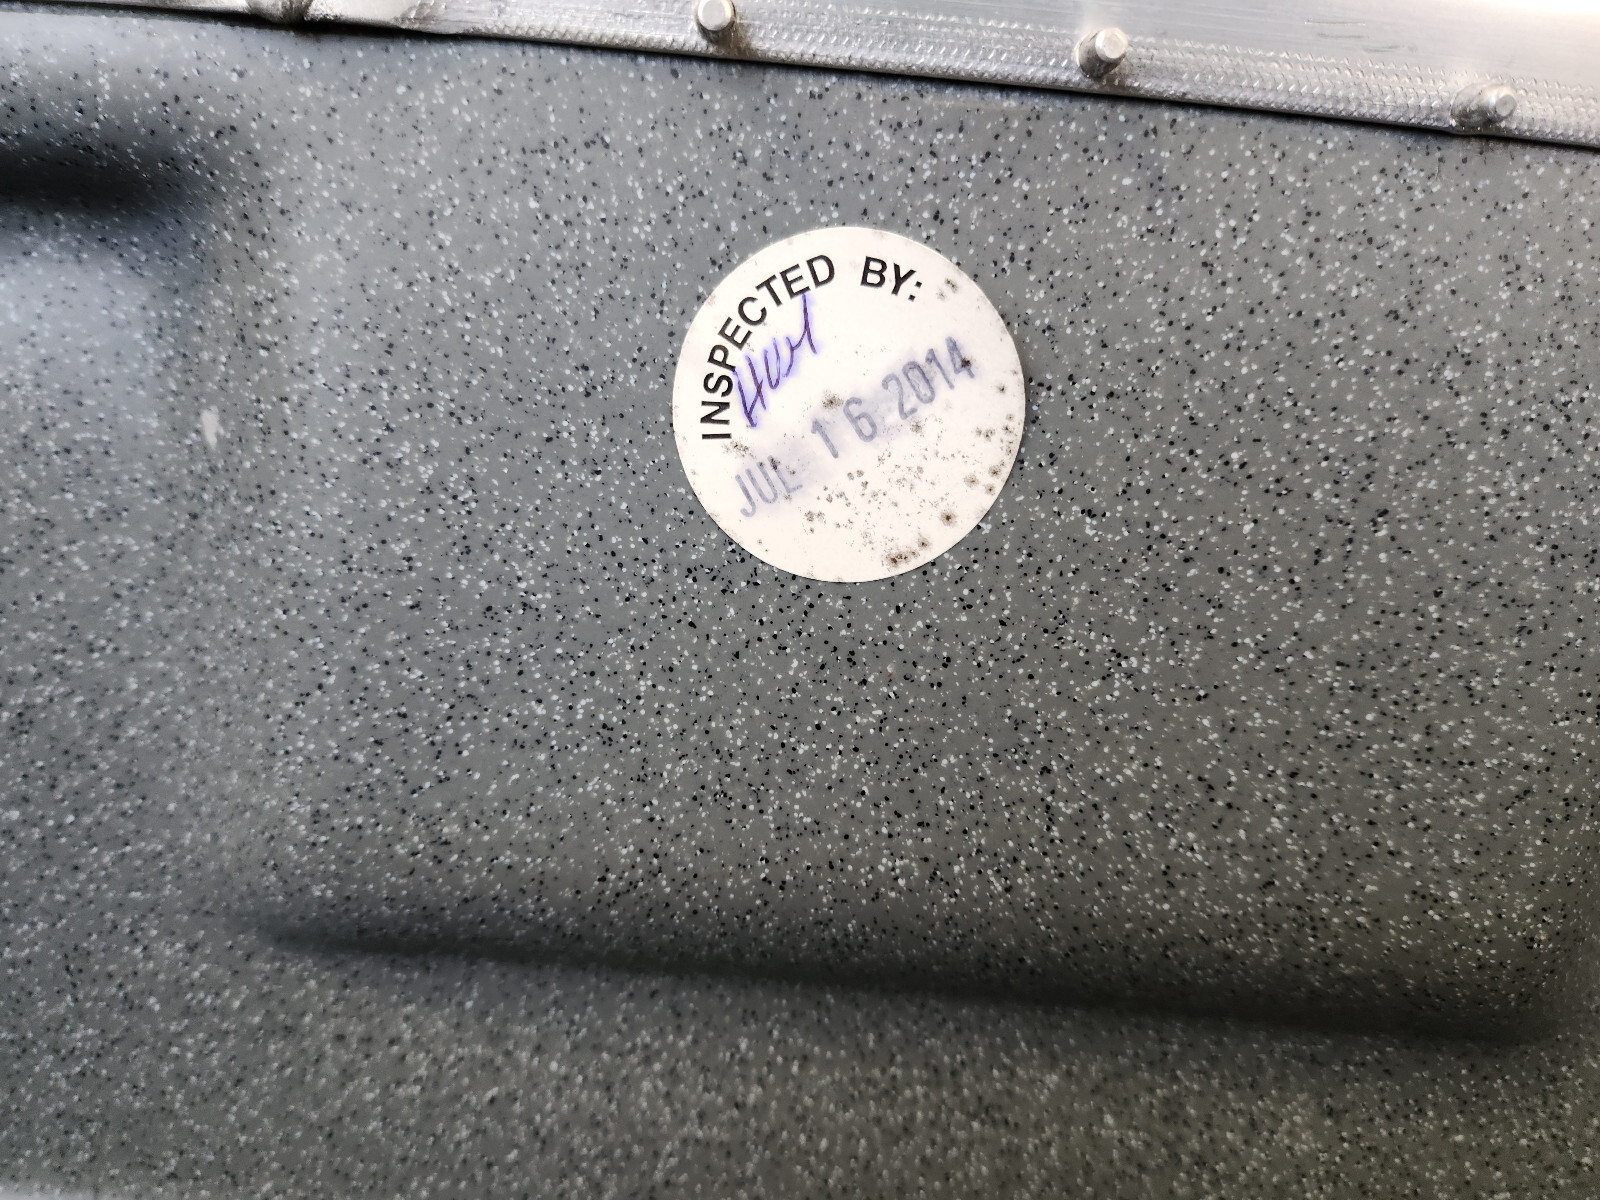 INSPECTED BY:
JUL 16 2014